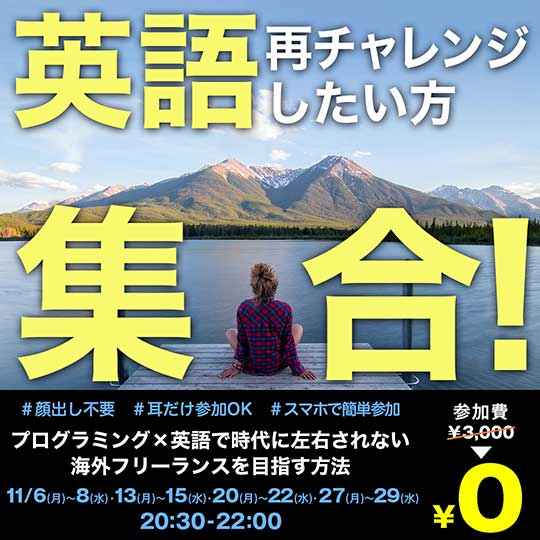 英語再チャレンジ
したい方
集合!
#顔出し不要 #耳だけ参加OK #スマホで簡単参加
プログラミング×英語で時代に左右されない
海外フリーランスを目指す方法
11/6(月)~8(水)・13(月)~15(水)・20(月)~22(水)・27(月)~29(水)
20:30-22:00
参加費
¥3,000
¥0